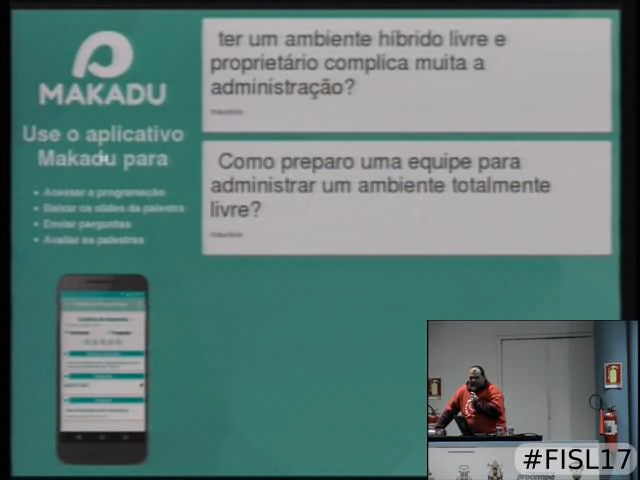 MAKADU
Use o aplicativo
Makadu para
Acessar a programação
Baixar os slides da palestra
Enviar perguntas
Avaliar as palestras
ter um ambiente híbrido livre e
proprietário complica muita a
administração?
Como preparo uma equipe para
administrar um ambiente totalmente
livre?
procempa
#FISL17